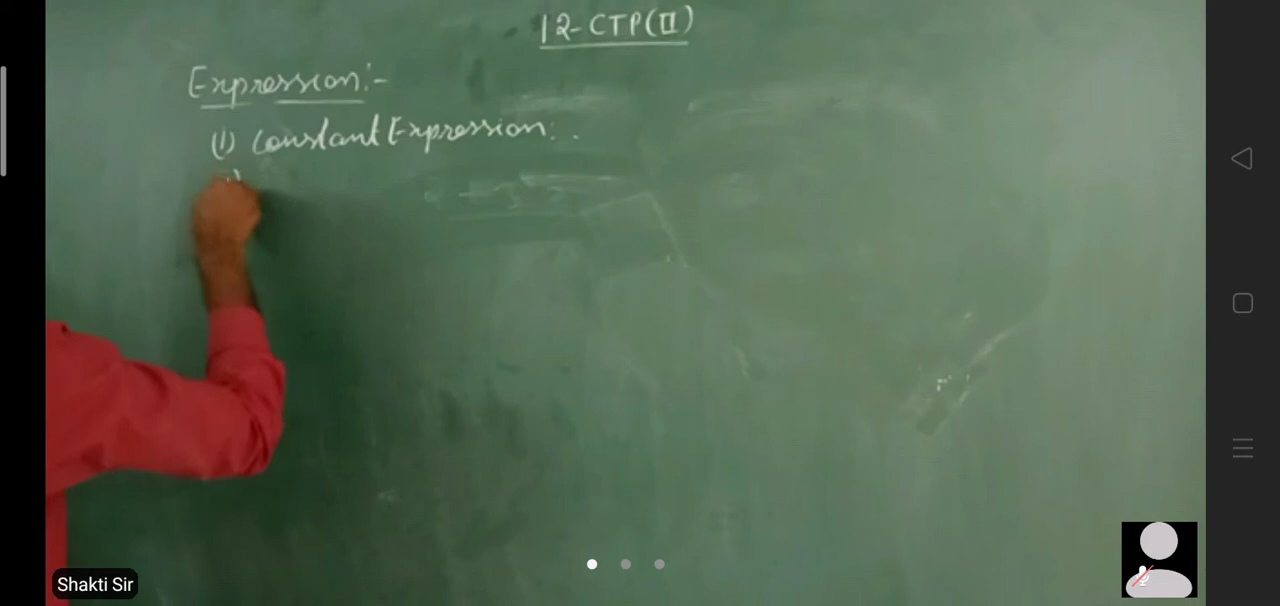 12-CTP(II)
Expression:-
(1) Constant Expression:
Shakti Sir